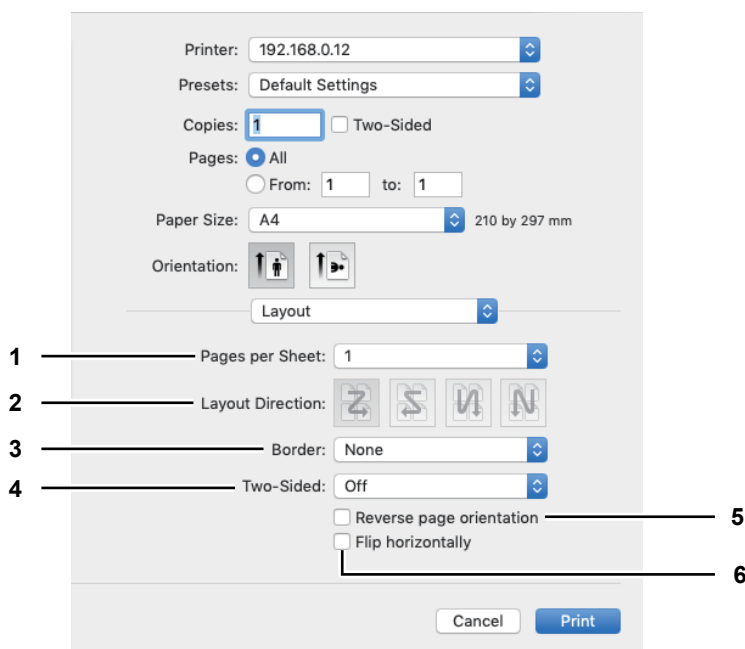 Printer: 192.168.0.12
Presets: Default Settings
Copies: 1 Two-Sided
Pages: All
From: 1 to: 1
Paper Size: A4 210 by 297 mm
Orientation:
Layout
1 Pages per Sheet: 1
2 Layout Direction:
3 Border: None
4 Two-Sided: Off
Reverse page orientation 5
Flip horizontally
6
Cancel Print